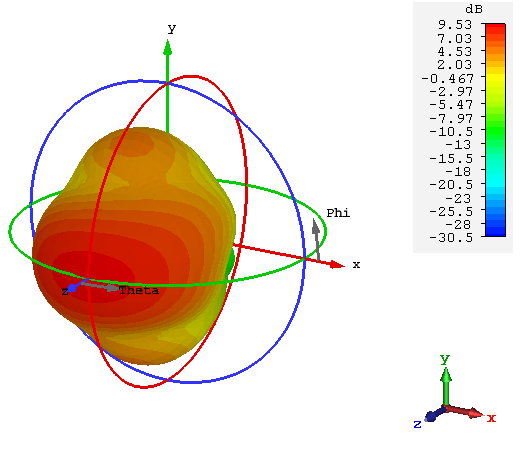 dB
9.53
7.03
4.53
2.03
-0.467
-2.97
-5.47
-7.97
-10.5
-13
-15.5
-18
-20.5
-23
-25.5
-28
-30.5
y
Phi
x
z
Theta
y
x
z